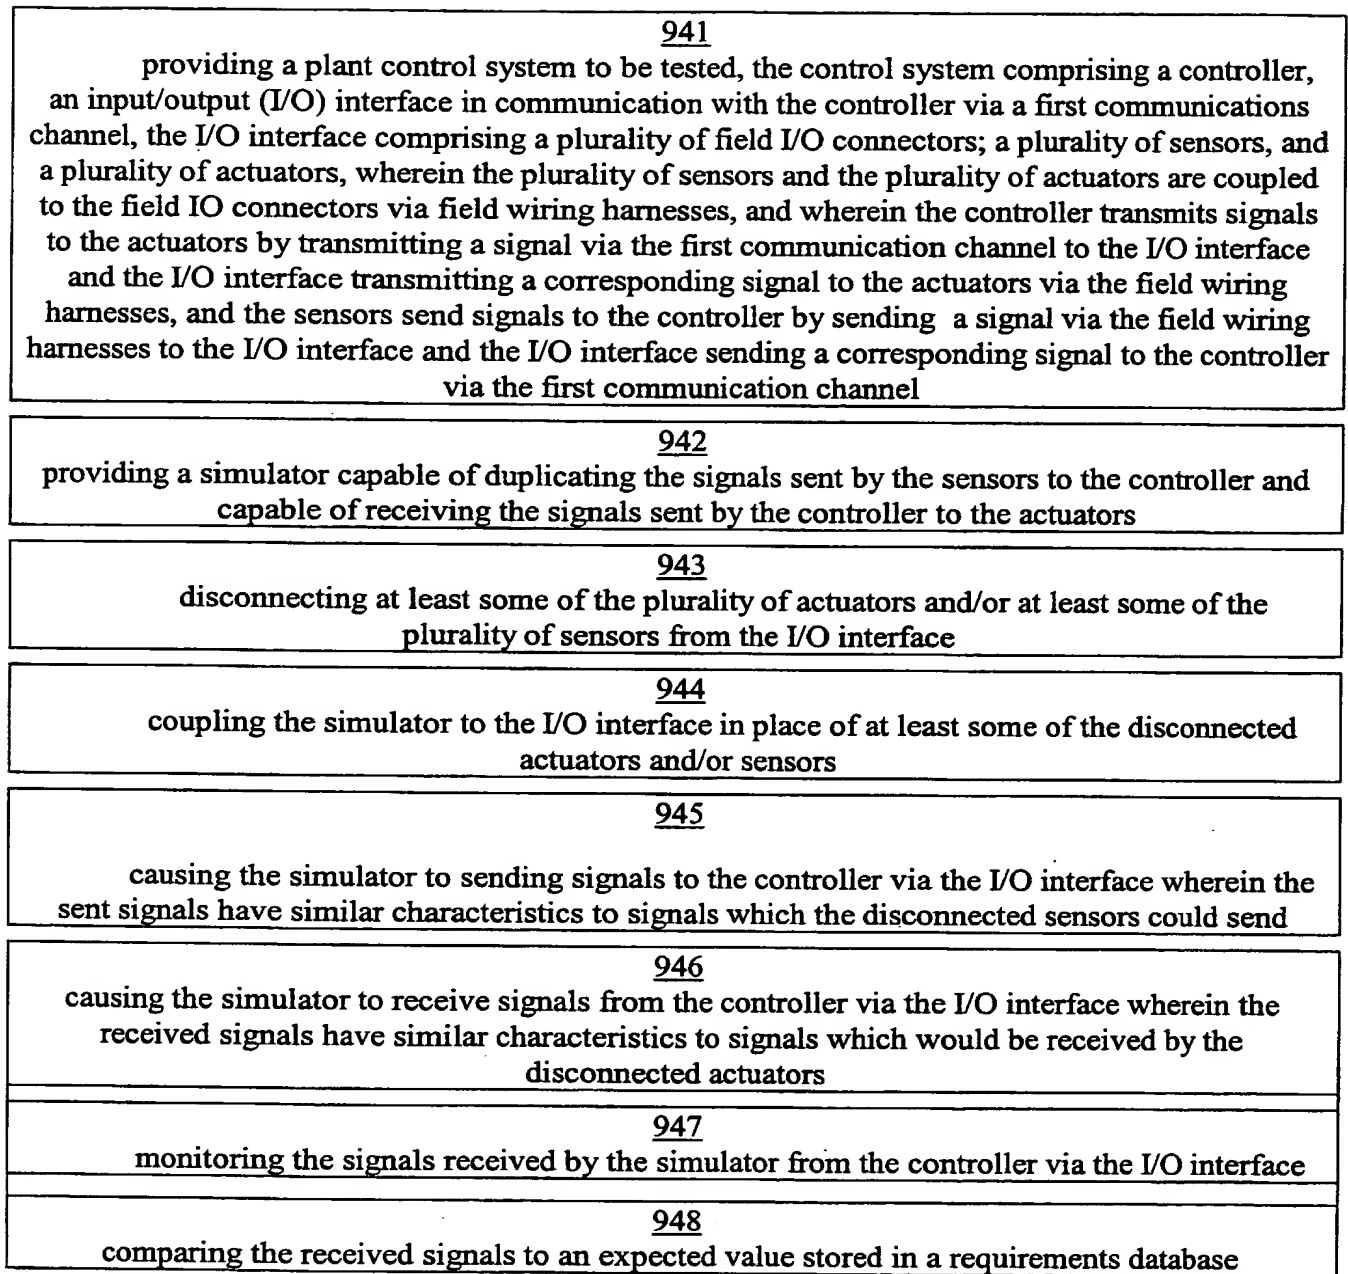 941
providing a plant control system to be tested, the control system comprising a controller,
an input/output (I/O) interface in communication with the controller via a first communications
channel, the I/O interface comprising a plurality of field I/O connectors; a plurality of sensors, and
a plurality of actuators, wherein the plurality of sensors and the plurality of actuators are coupled
to the field IO connectors via field wiring harnesses, and wherein the controller transmits signals
to the actuators by transmitting a signal via the first communication channel to the I/O interface
and the I/O interface transmitting a corresponding signal to the actuators via the field wiring
harnesses, and the sensors send signals to the controller by sending a signal via the field wiring
harnesses to the I/O interface and the I/O interface sending a corresponding signal to the controller
via the first communication channel
942
providing a simulator capable of duplicating the signals sent by the sensors to the controller and
capable of receiving the signals sent by the controller to the actuators
943
disconnecting at least some of the plurality of actuators and/or at least some of the
plurality of sensors from the I/O interface
944
coupling the simulator to the I/O interface in place of at least some of the disconnected
actuators and/or sensors
945
causing the simulator to sending signals to the controller via the I/O interface wherein the
sent signals have similar characteristics to signals which the disconnected sensors could send
946
causing the simulator to receive signals from the controller via the I/O interface wherein the
received signals have similar characteristics to signals which would be received by the
disconnected actuators
947
monitoring the signals received by the simulator from the controller via the I/O interface
948
comparing the received signals to an expected value stored in a requirements database